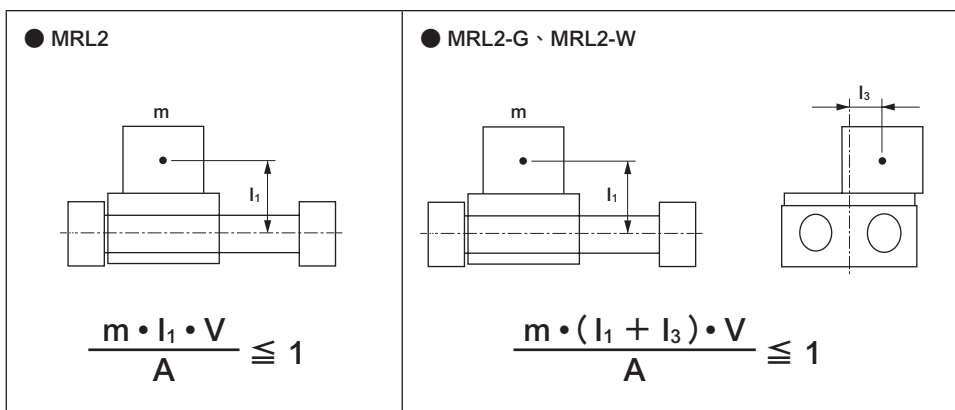 ● MRL2
m
l₁
m • l₁ • V
A
≦ 1
● MRL2-G、MRL2-W
m
l₁
l₃
m •( l₁ + l₃ )• V
A
≦ 1